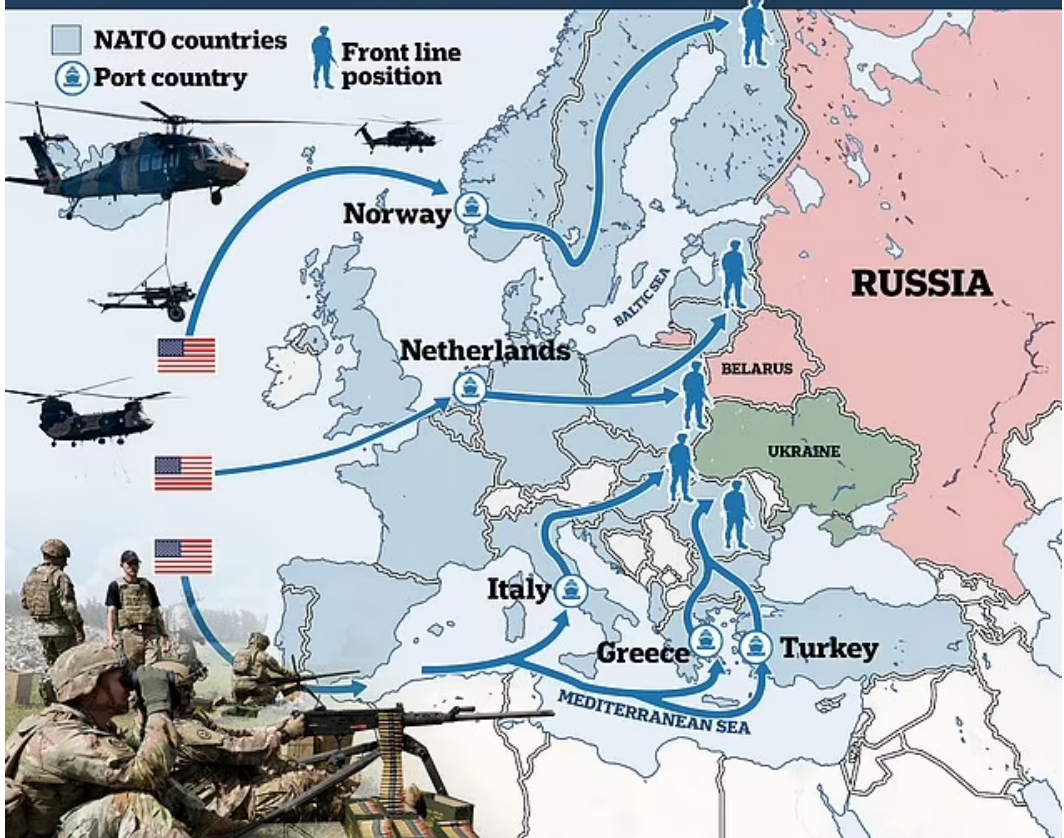 NATO countries
Port country
Front line
position
Norway
BALTIC SEA
RUSSIA
Netherlands
BELARUS
UKRAINE
Italy
Greece
Turkey
MEDITERRANEAN SEA